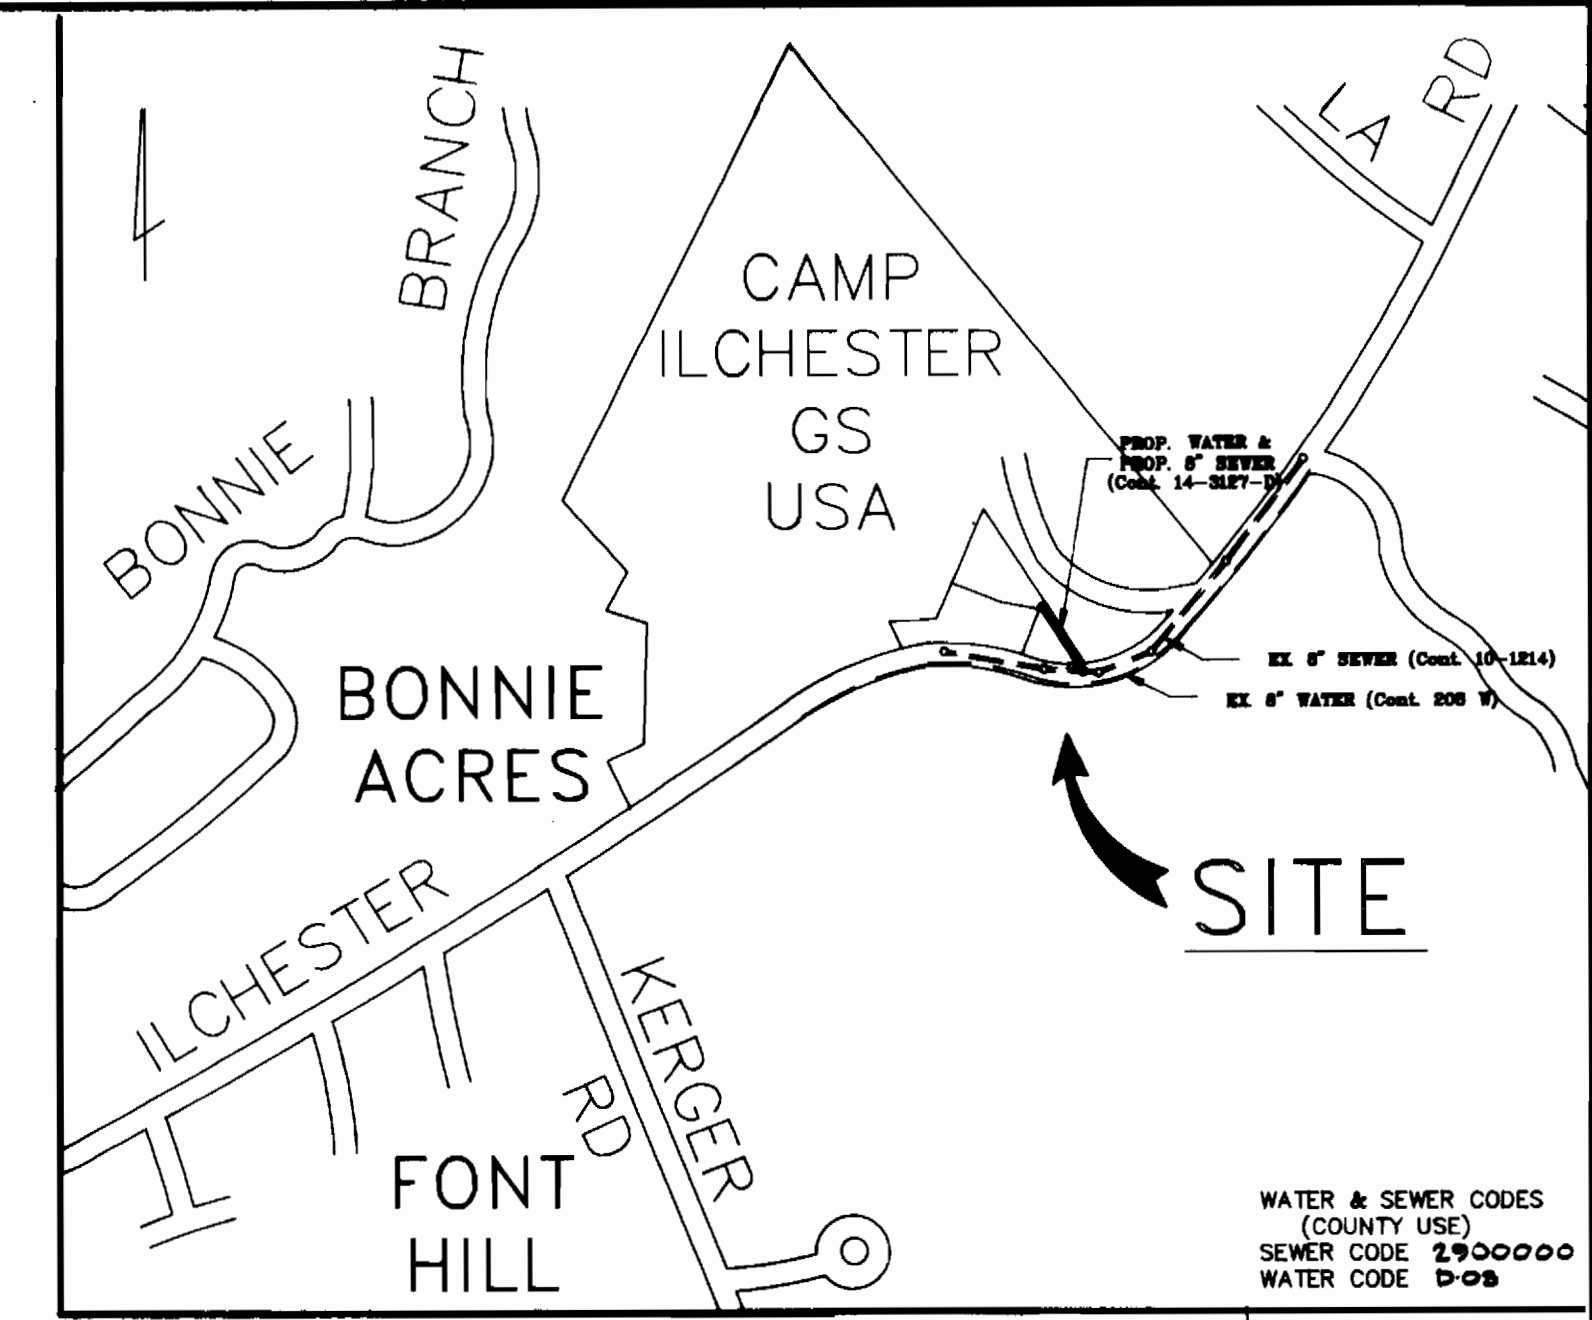 BRANCH
LA RD
CAMP
ILCHESTER
GS
USA
BONNIE
PROP. WATER &
PROP. 8" SEWER
(Cont. 14-3127-D)
EX. 8" SEWER (Cont. 10-1214)
EX. 8" WATER (Cont. 206 W)
BONNIE
ACRES
SITE
ILCHESTER
KERGER
RD
FONT
HILL
WATER & SEWER CODES
(COUNTY USE)
SEWER CODE 2900000
WATER CODE